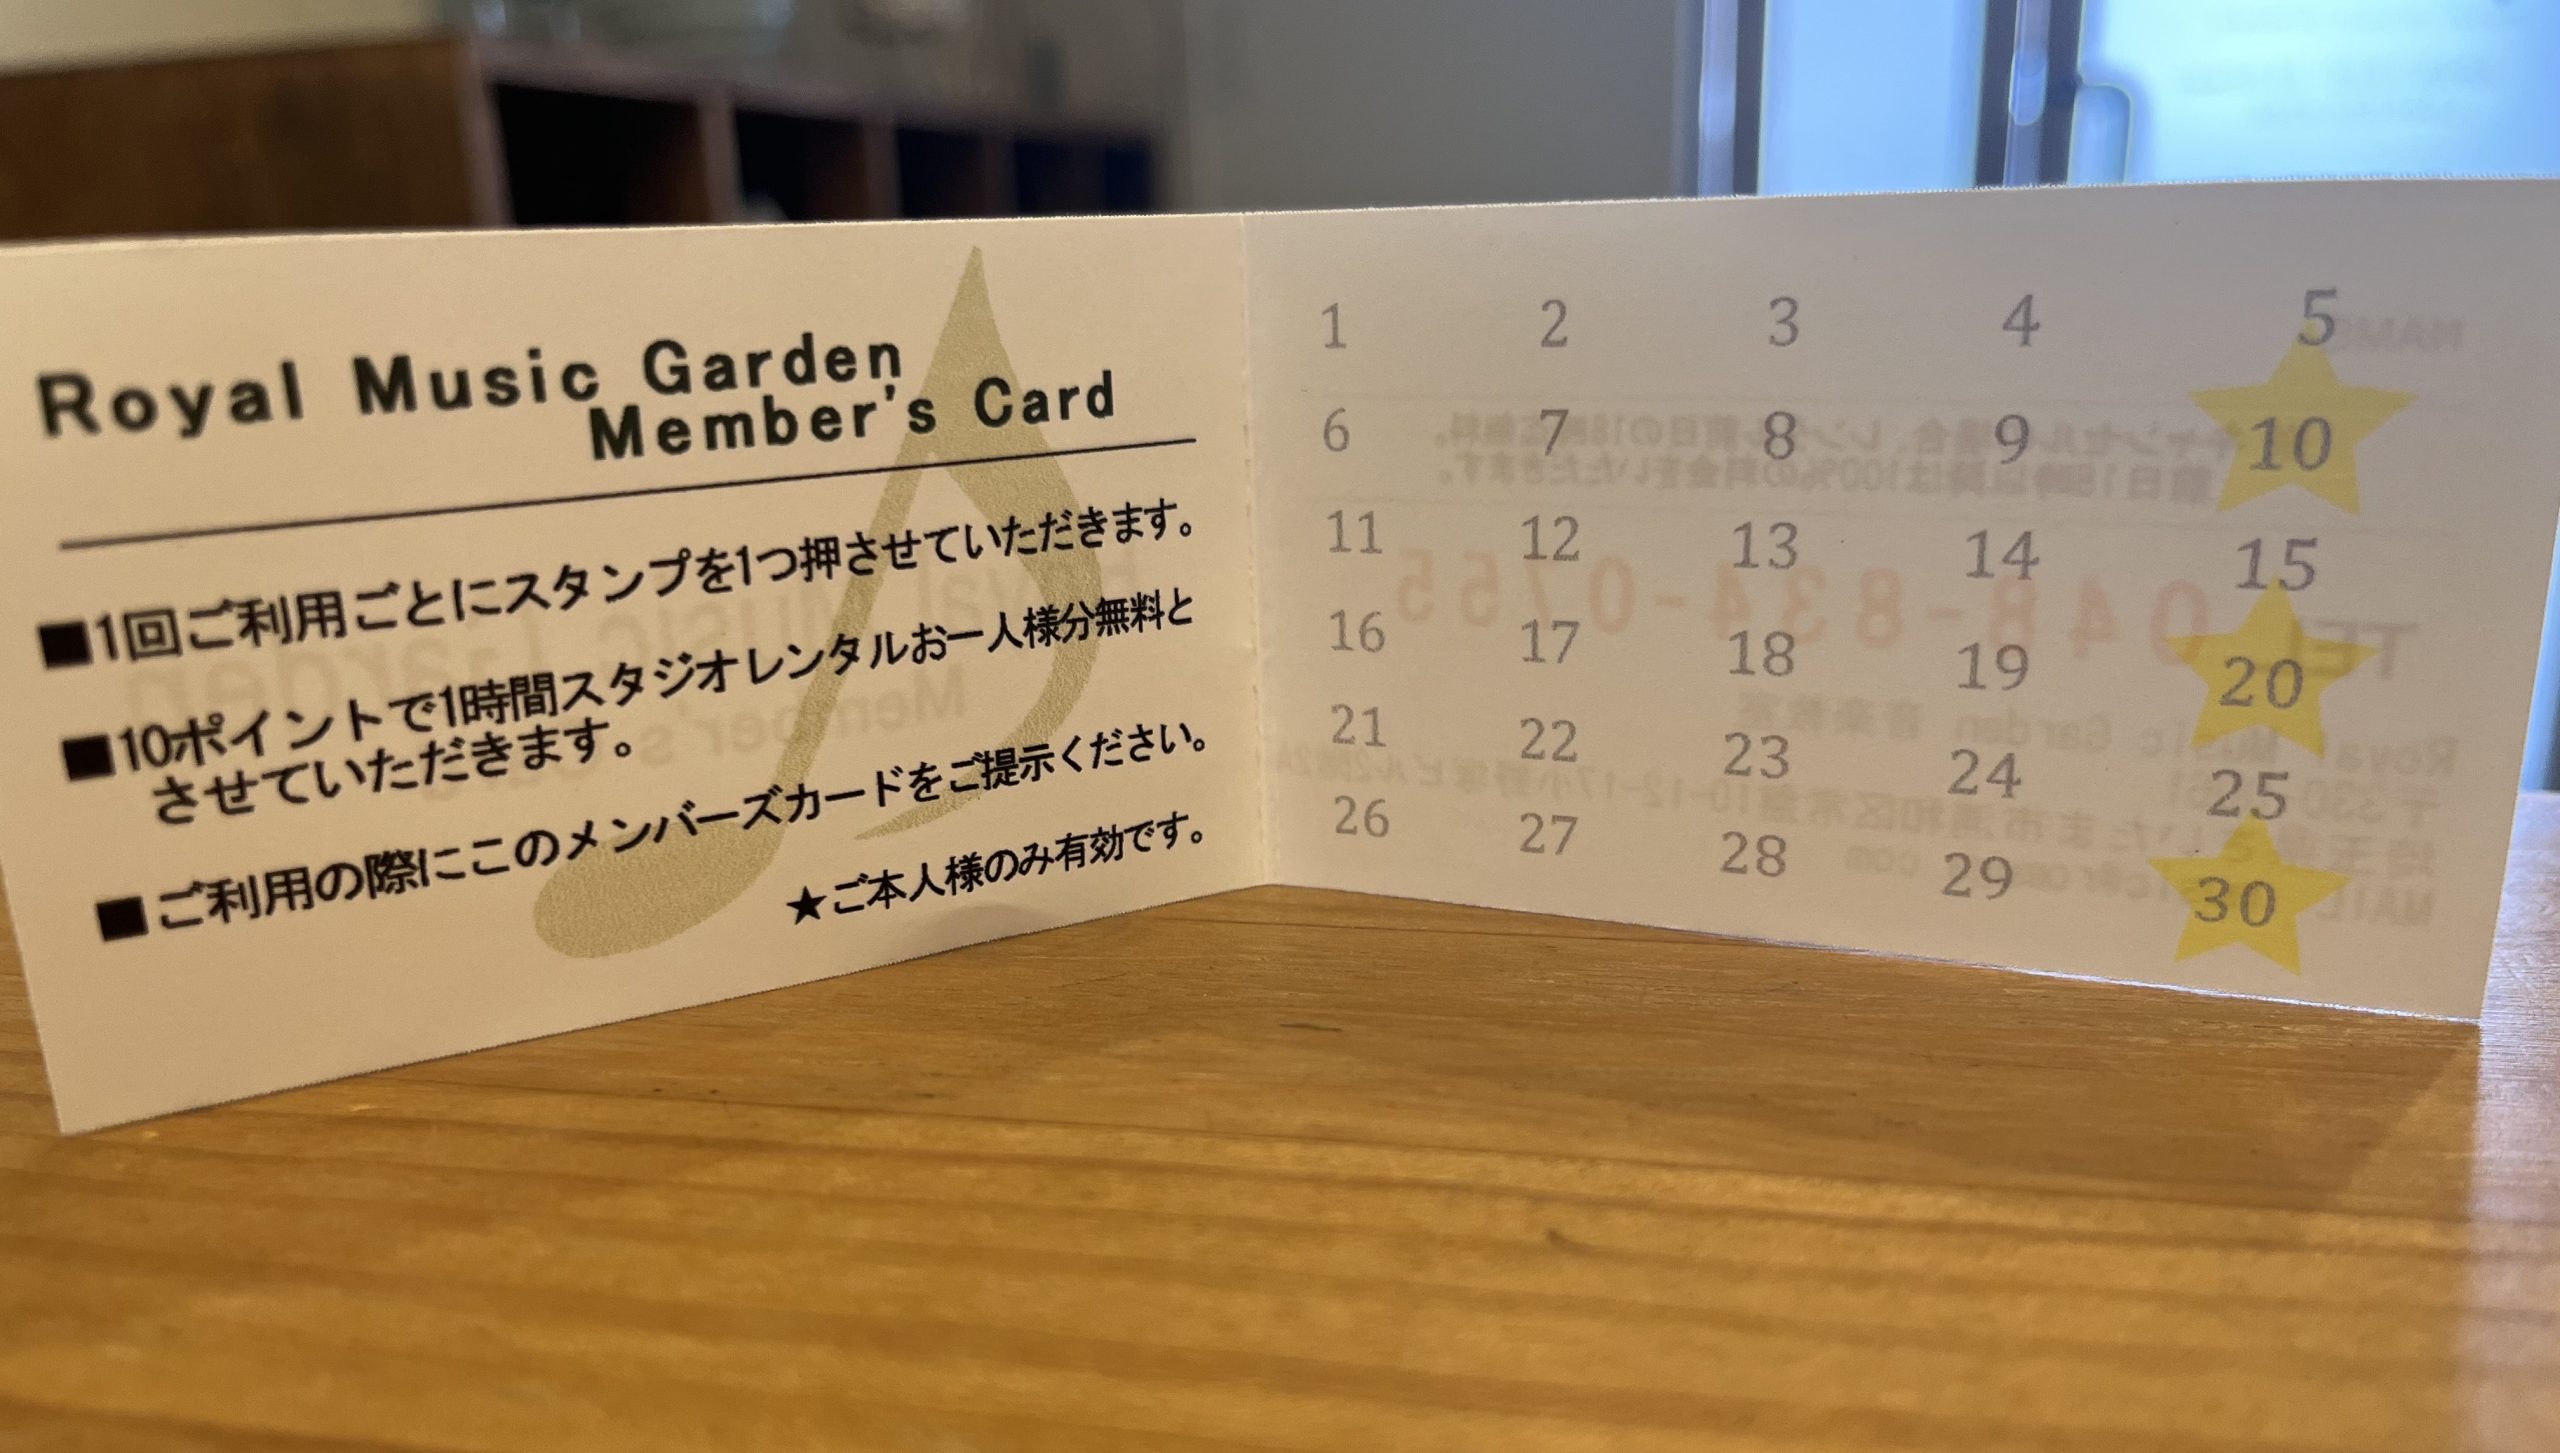 Royal Music Garden
Member's Card
■1回ご利用ごとにスタンプを1つ押させていただきます。
■10ポイントで1時間スタジオレンタルお一人様分無料と
させていただきます。
■ご利用の際にこのメンバーズカードをご提示ください。
★ご本人様のみ有効です。
1 2 3 4 5
6 7 8 9 10
11 12 13 14 15
16 17 18 19 20
21 22 23 24 25
26 27 28 29 30